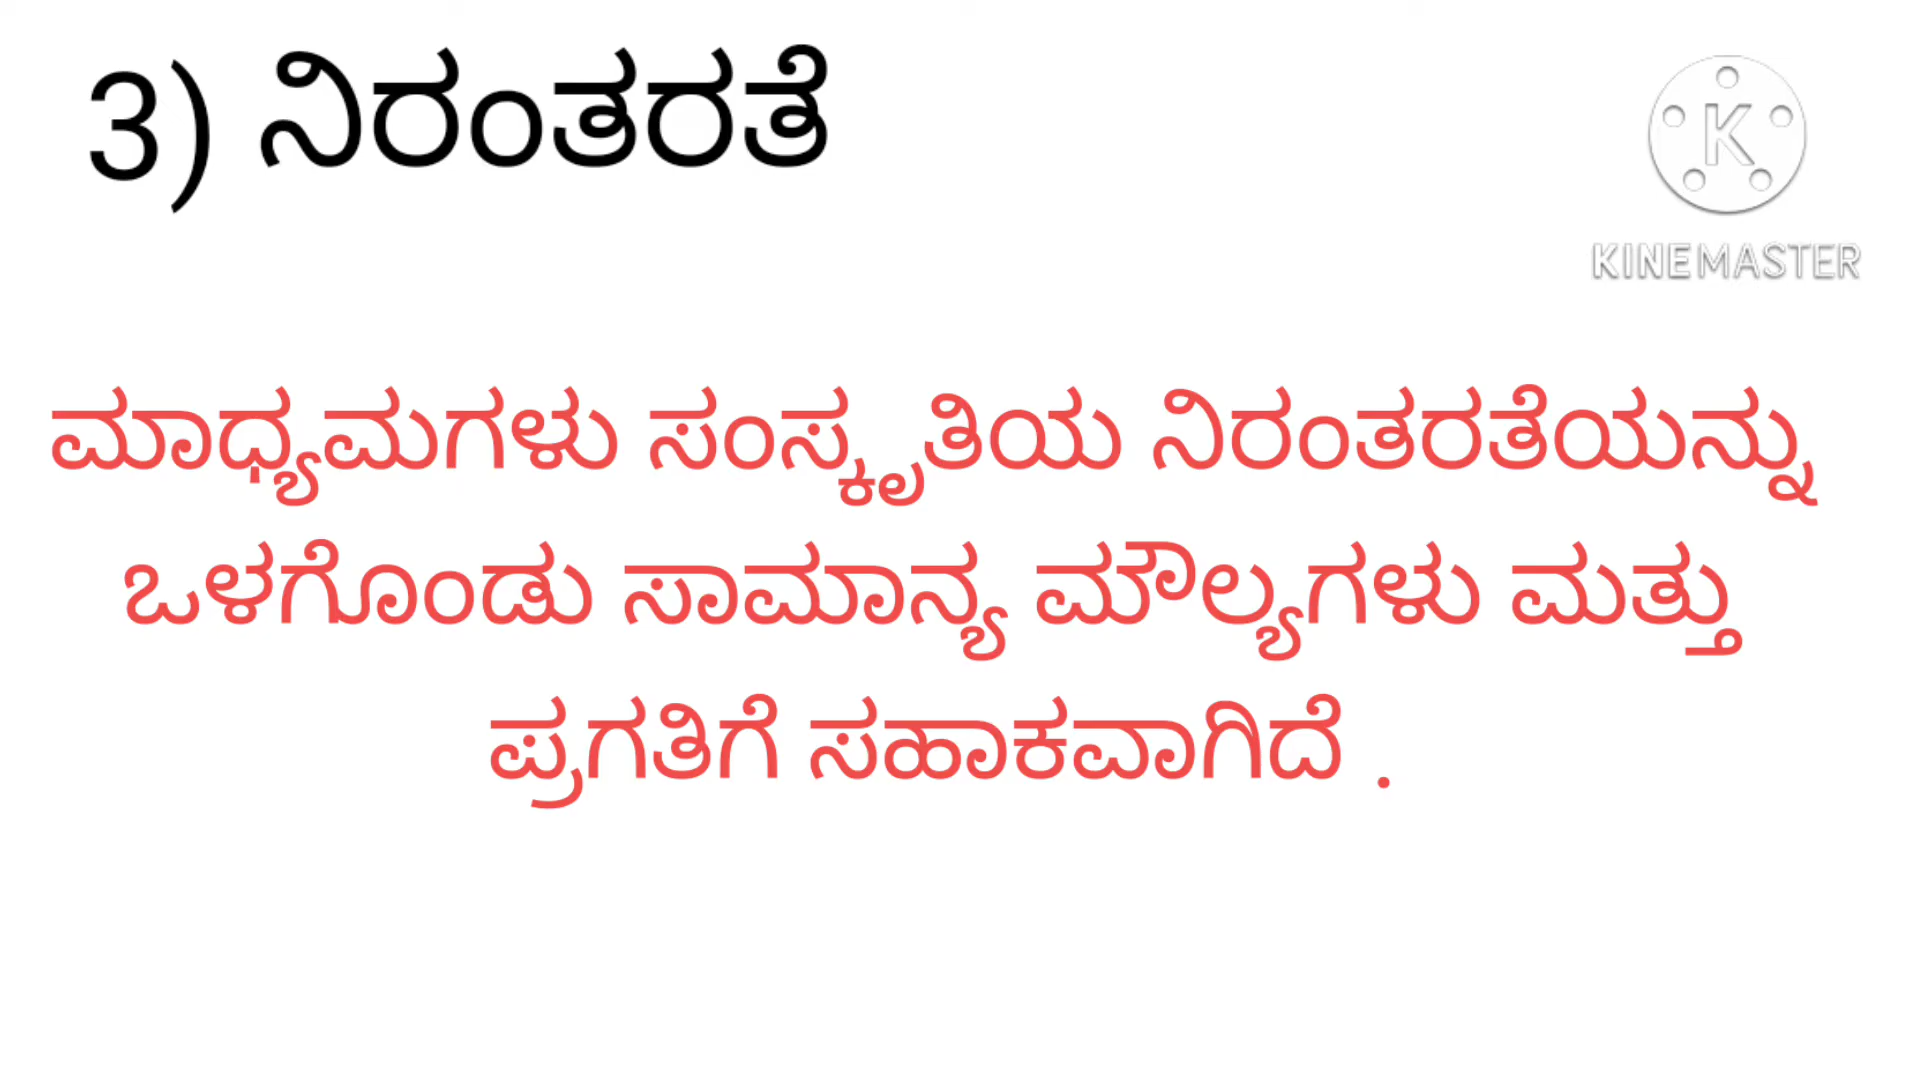 3) ನಿರಂತರತೆ
KINEMASTER
ಮಾಧ್ಯಮಗಳು ಸಂಸ್ಕೃತಿಯ ನಿರಂತರತೆಯನ್ನು
ಒಳಗೊಂಡು ಸಾಮಾನ್ಯ ಮೌಲ್ಯಗಳು ಮತ್ತು
ಪ್ರಗತಿಗೆ ಸಹಾಕವಾಗಿದೆ .